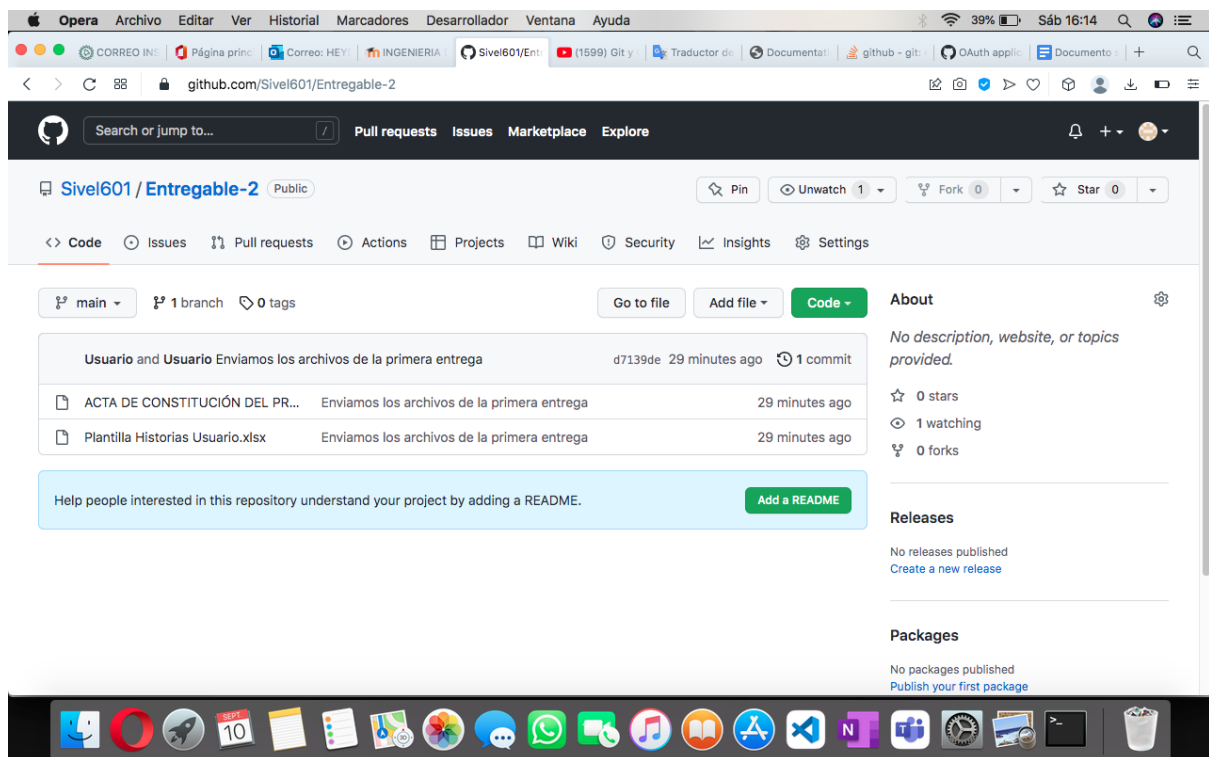 Opera Archivo Editar Ver Historial Marcadores Desarrollador Ventana Ayuda 39% Sáb 16:14
CORREO INS Página princ Correo: HEY INGENIERIA Sivel601/Ent (1599) Git y Traductor de Documentat github - git OAuth applic Documento
github.com/Sivel601/Entregable-2
Search or jump to... / Pull requests Issues Marketplace Explore
Sivel601 / Entregable-2 Public Pin Unwatch 1 Fork 0 Star 0
Code Issues Pull requests Actions Projects Wiki Security Insights Settings
main 1 branch 0 tags Go to file Add file Code
Usuario and Usuario Enviamos los archivos de la primera entrega d7139de 29 minutes ago 1 commit
ACTA DE CONSTITUCIÓN DEL PR... Enviamos los archivos de la primera entrega 29 minutes ago
Plantilla Historias Usuario.xlsx Enviamos los archivos de la primera entrega 29 minutes ago
Help people interested in this repository understand your project by adding a README. Add a README
About
No description, website, or topics
provided.
0 stars
1 watching
0 forks
Releases
No releases published
Create a new release
Packages
No packages published
Publish your first package
SEPT.
10